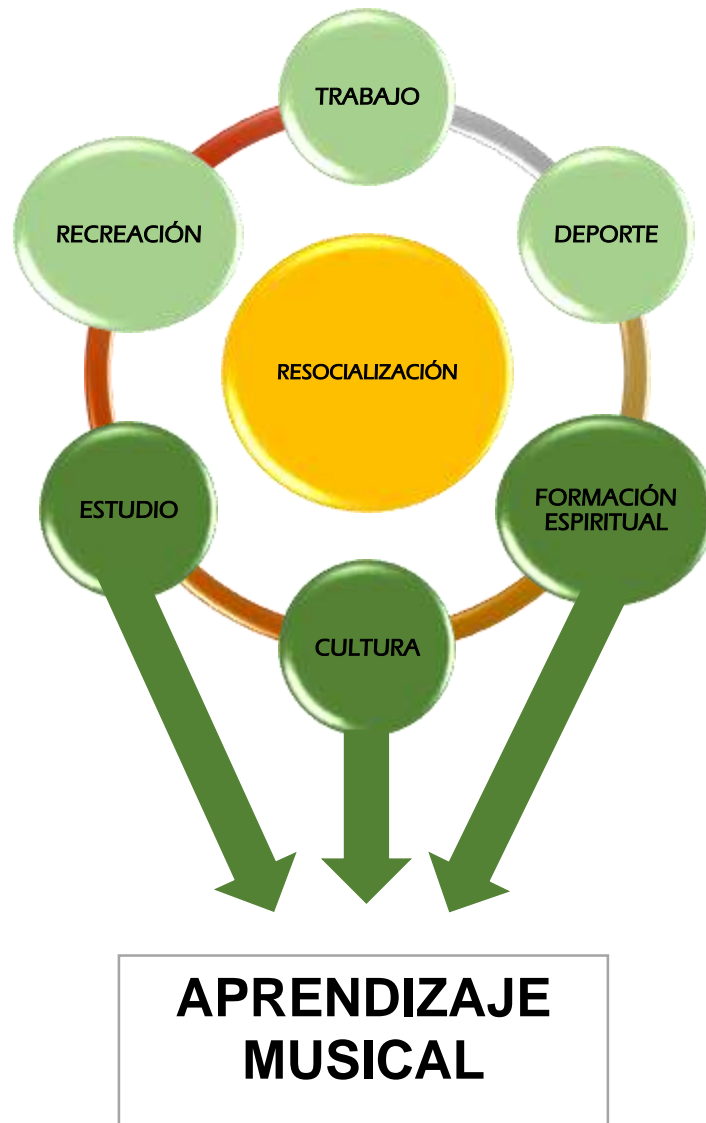 TRABAJO
RECREACIÓN
DEPORTE
RESOCIALIZACIÓN
ESTUDIO
FORMACIÓN
ESPIRITUAL
CULTURA
APRENDIZAJE
MUSICAL